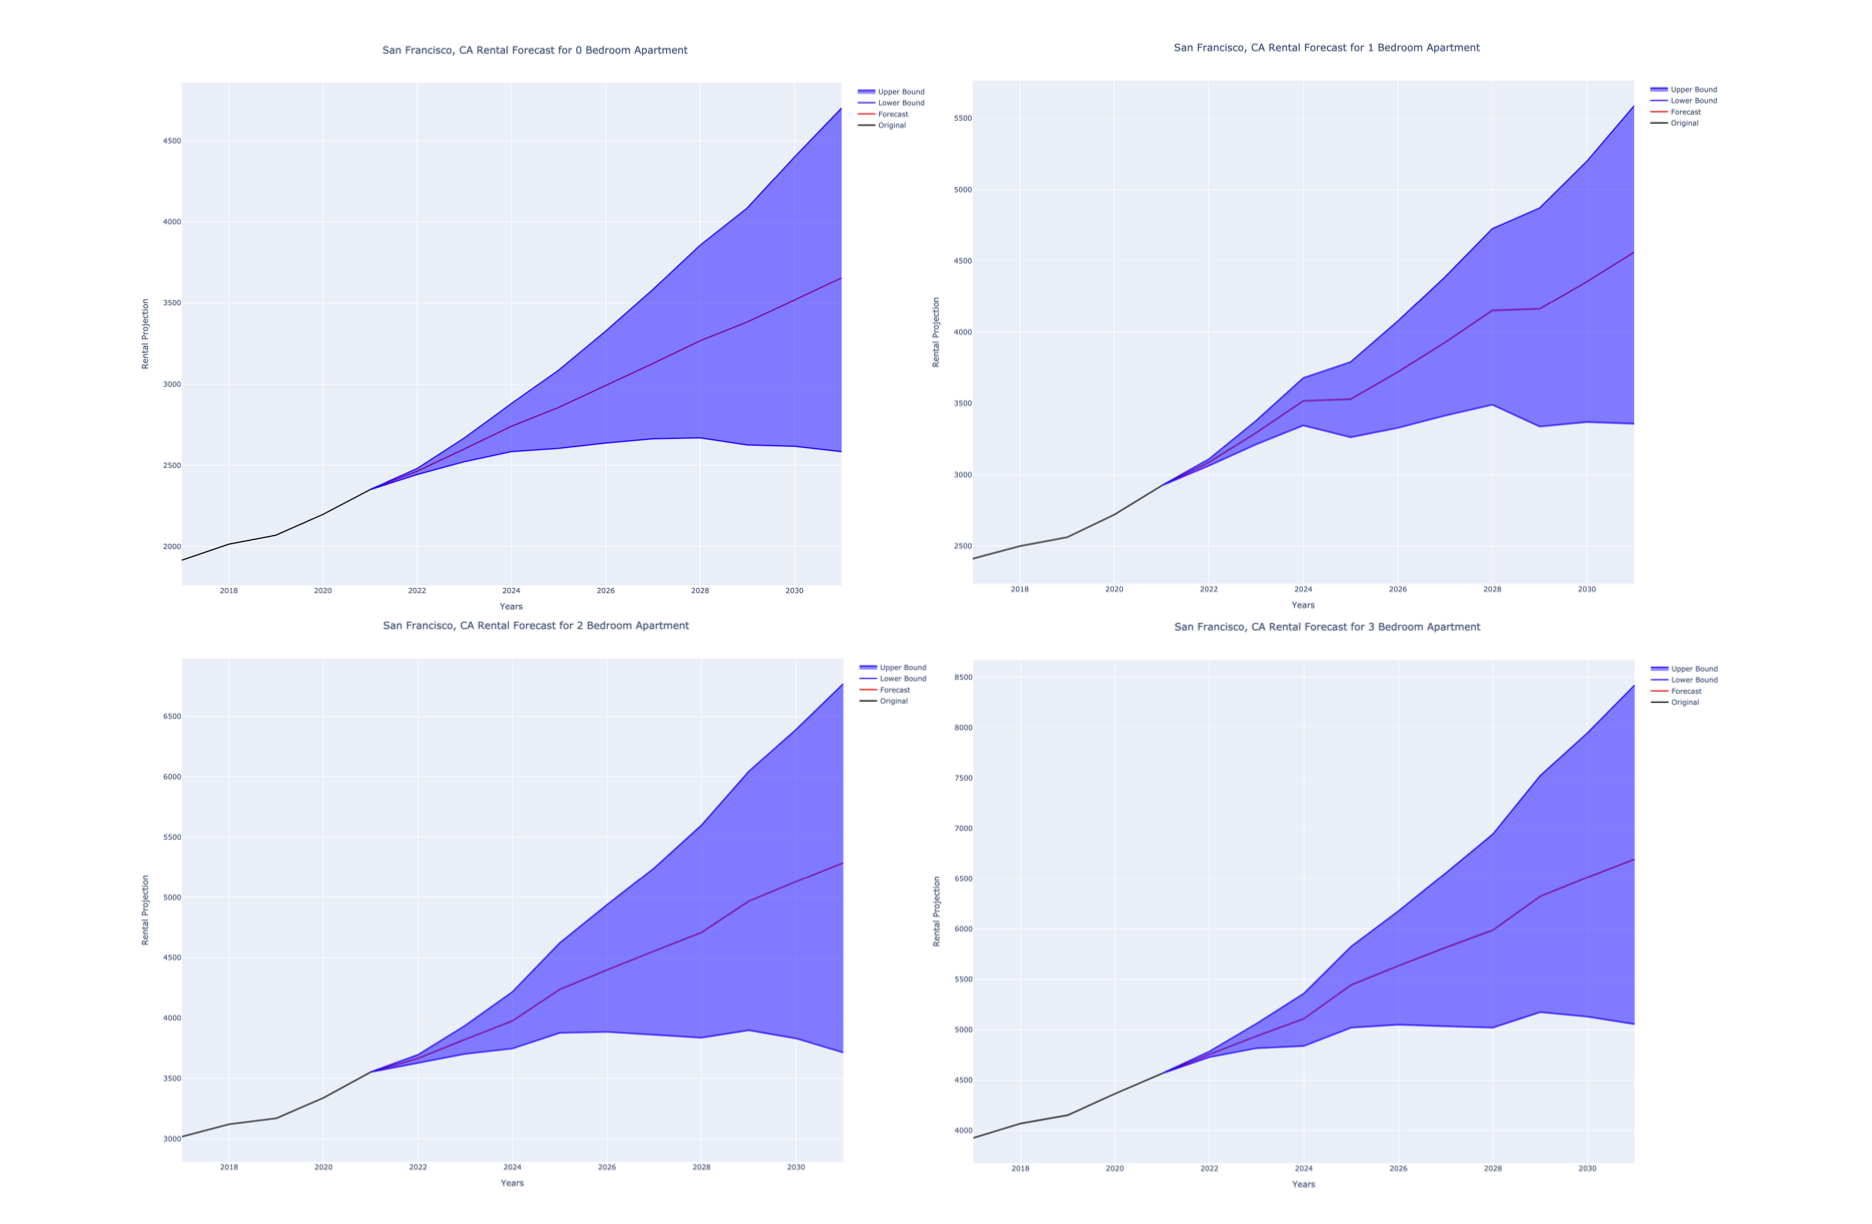 San Francisco, CA Rental Forecast for 0 Bedroom Apartment
Upper Bound
Lower Bound
Forecast
Original
4500
4000
3500
3000
2500
2000
Rental Projection
2018 2020 2022 2024 2026 2028 2030
Years
San Francisco, CA Rental Forecast for 1 Bedroom Apartment
Upper Bound
Lower Bound
Forecast
Original
5500
5000
4500
4000
3500
3000
2500
Rental Projection
2018 2020 2022 2024 2026 2028 2030
Years
San Francisco, CA Rental Forecast for 2 Bedroom Apartment
Upper Bound
Lower Bound
Forecast
Original
6500
6000
5500
5000
4500
4000
3500
3000
Rental Projection
2018 2020 2022 2024 2026 2028 2030
Years
San Francisco, CA Rental Forecast for 3 Bedroom Apartment
Upper Bound
Lower Bound
Forecast
Original
8500
8000
7500
7000
6500
6000
5500
5000
4500
4000
Rental Projection
2018 2020 2022 2024 2026 2028 2030
Years